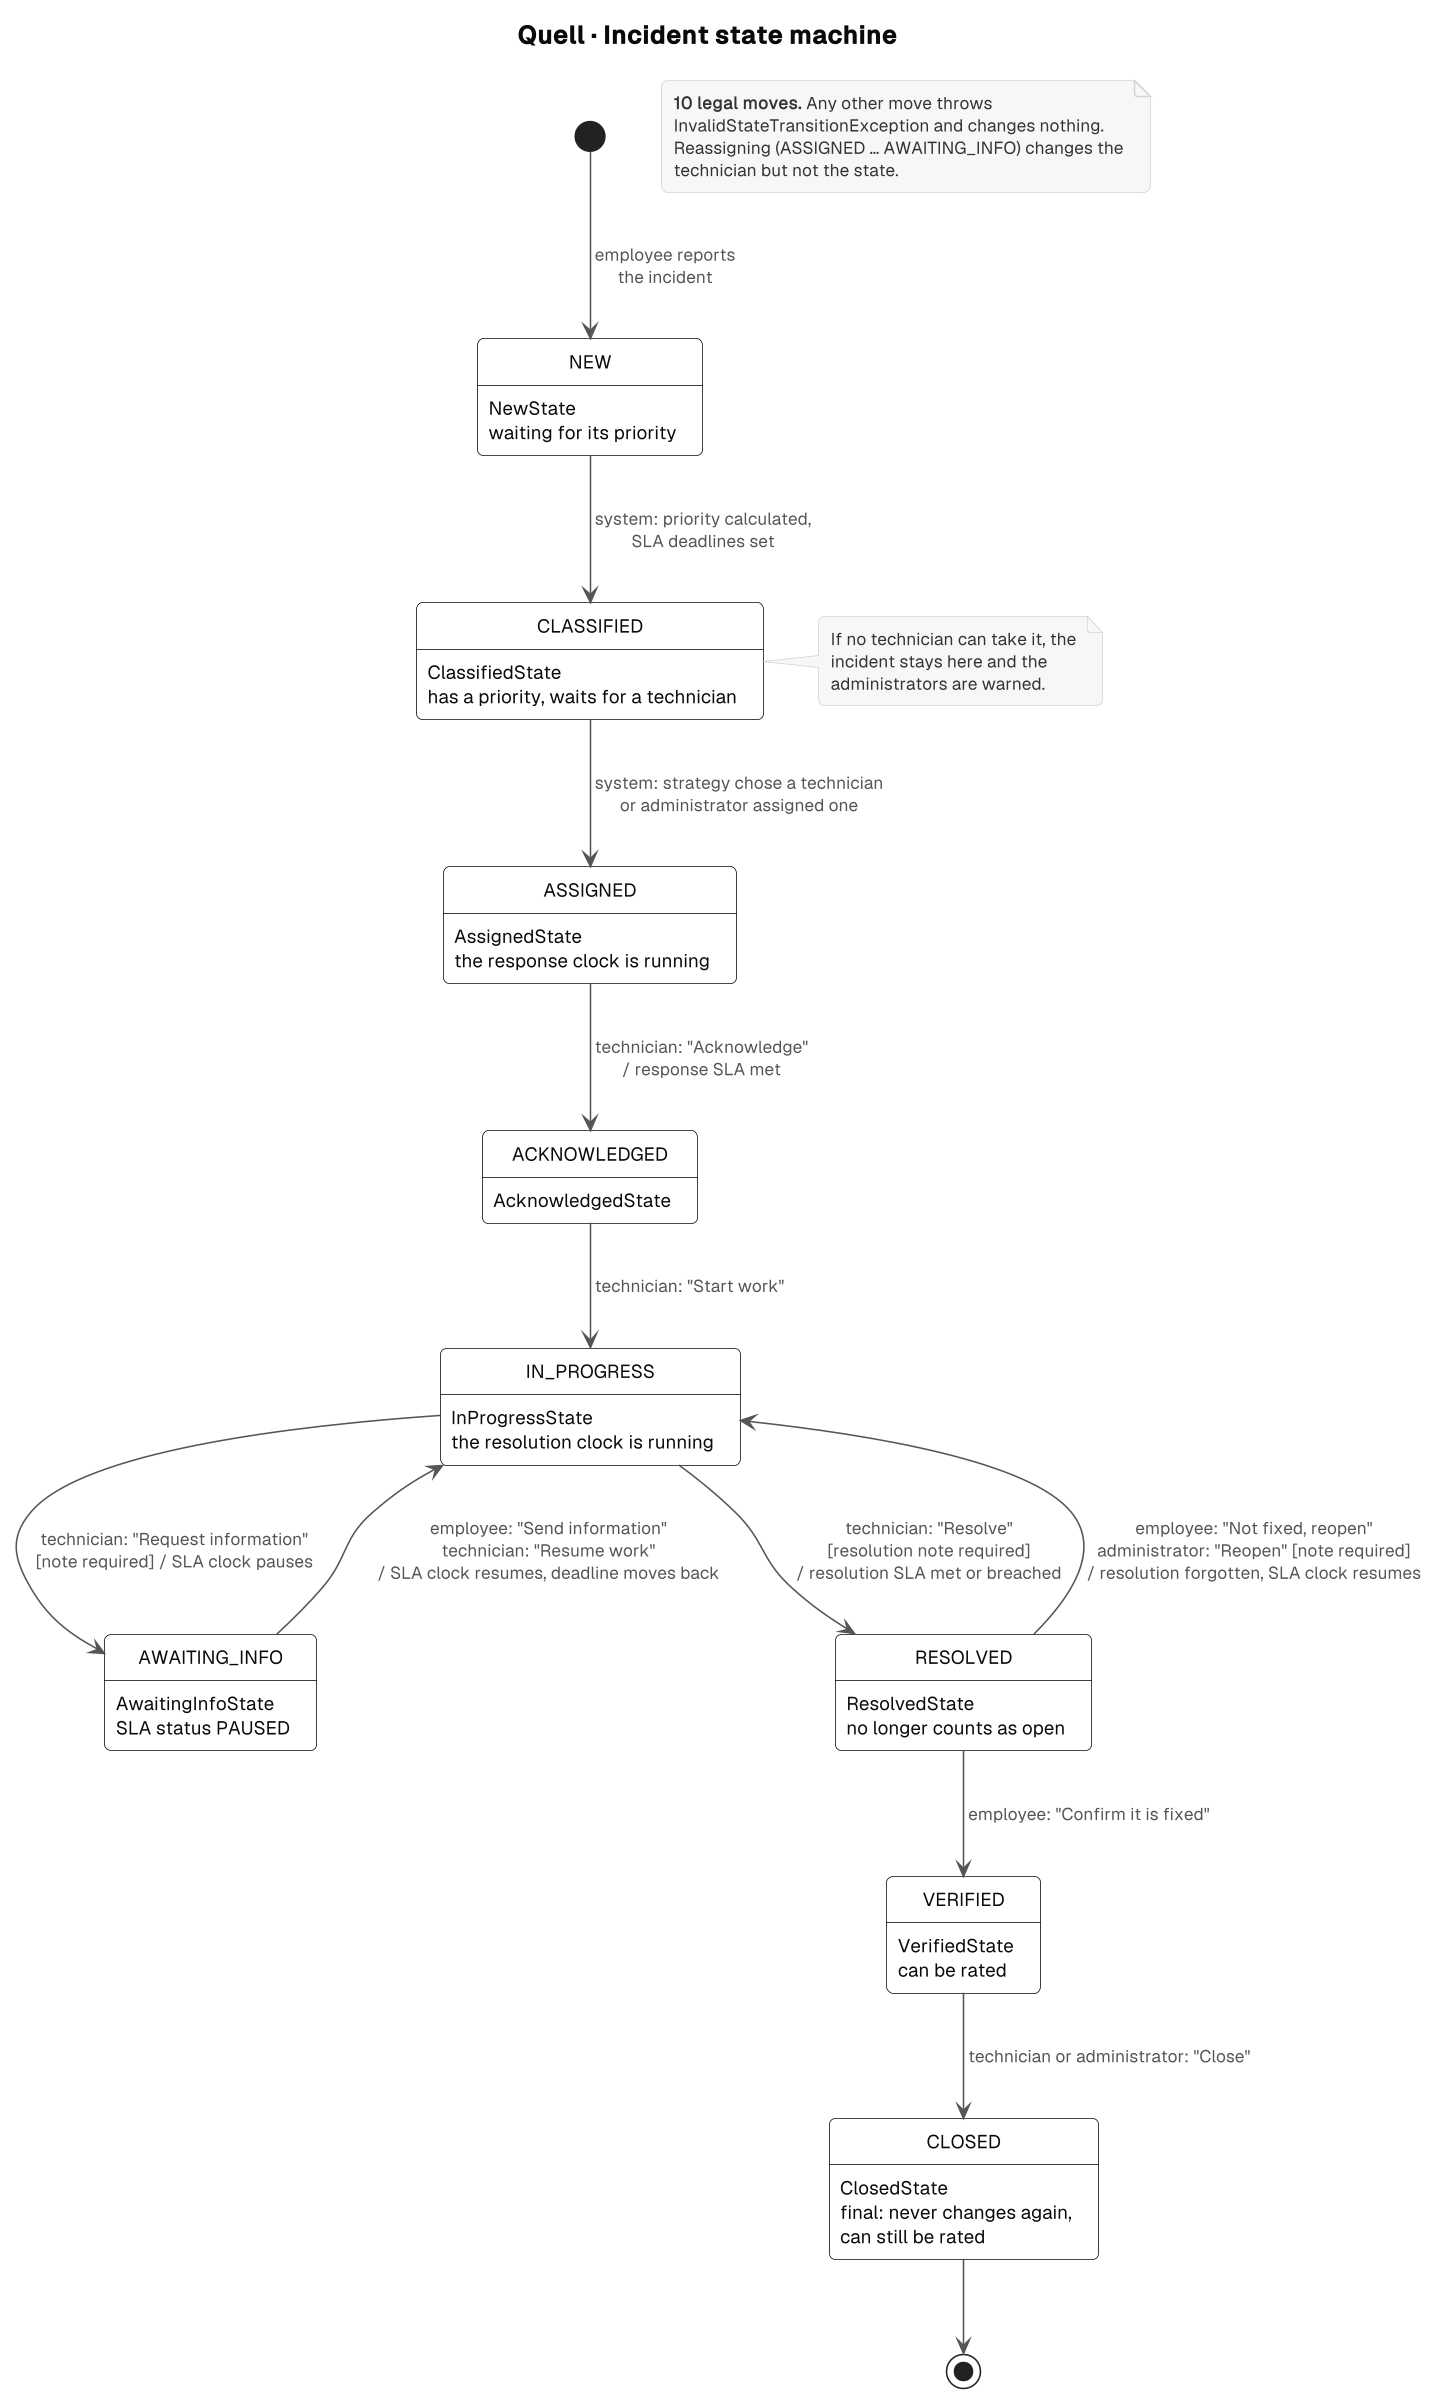 Quell · Incident state machine
10 legal moves. Any other move throws
InvalidStateTransitionException and changes nothing.
Reassigning (ASSIGNED ... AWAITING_INFO) changes the
technician but not the state.
employee reports
the incident
NEW
NewState
waiting for its priority
system: priority calculated,
SLA deadlines set
CLASSIFIED
ClassifiedState
has a priority, waits for a technician
If no technician can take it, the
incident stays here and the
administrators are warned.
system: strategy chose a technician
or administrator assigned one
ASSIGNED
AssignedState
the response clock is running
technician: "Acknowledge"
/ response SLA met
ACKNOWLEDGED
AcknowledgedState
technician: "Start work"
IN_PROGRESS
InProgressState
the resolution clock is running
technician: "Request information"
[note required] / SLA clock pauses
employee: "Send information"
technician: "Resume work"
/ SLA clock resumes, deadline moves back
technician: "Resolve"
[resolution note required]
/ resolution SLA met or breached
employee: "Not fixed, reopen"
administrator: "Reopen" [note required]
/ resolution forgotten, SLA clock resumes
AWAITING_INFO
AwaitingInfoState
SLA status PAUSED
RESOLVED
ResolvedState
no longer counts as open
employee: "Confirm it is fixed"
VERIFIED
VerifiedState
can be rated
technician or administrator: "Close"
CLOSED
ClosedState
final: never changes again,
can still be rated